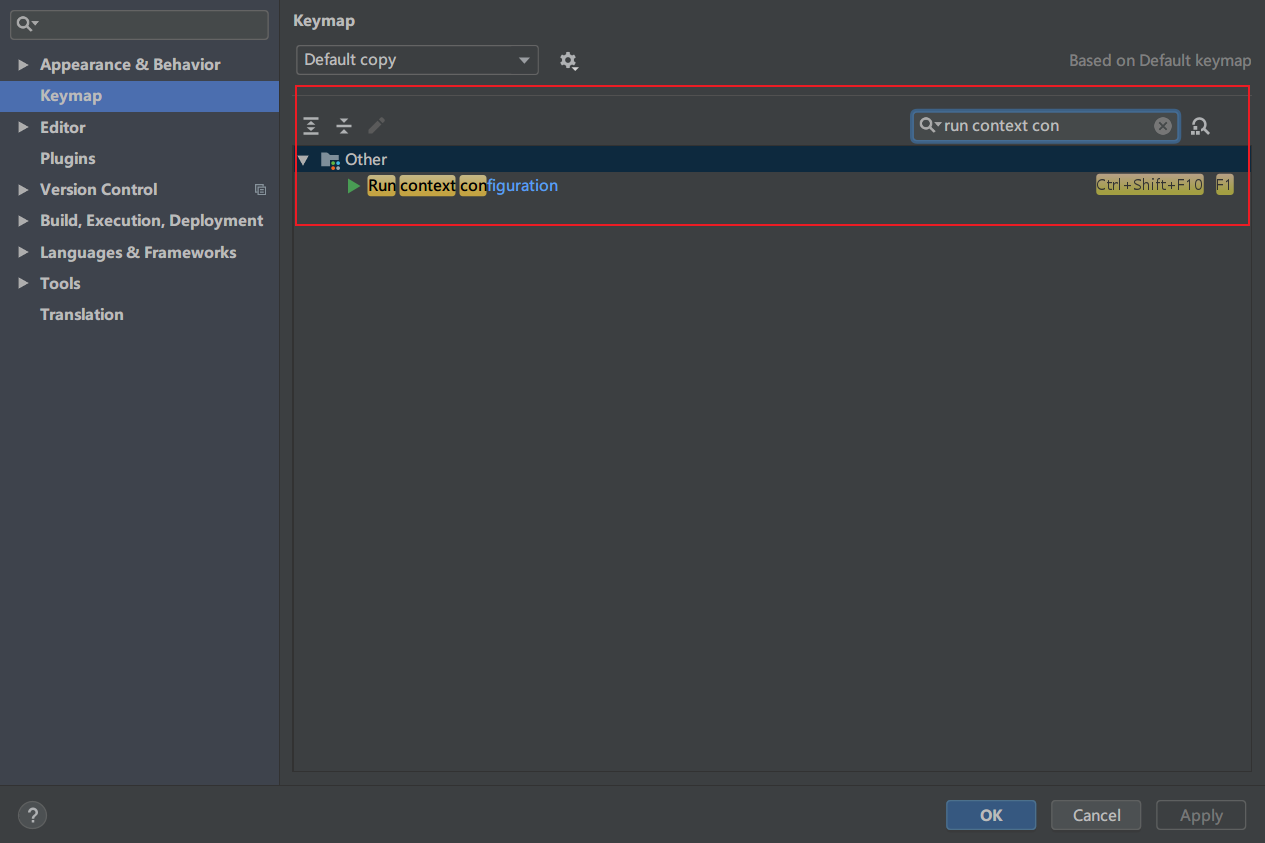 Keymap
Appearance & Behavior
Keymap
Editor
Plugins
Version Control
Build, Execution, Deployment
Languages & Frameworks
Tools
Translation
Default copy
Based on Default keymap
run context con
Other
Run context configuration Ctrl+Shift+F10 F1
?
OK Cancel Apply